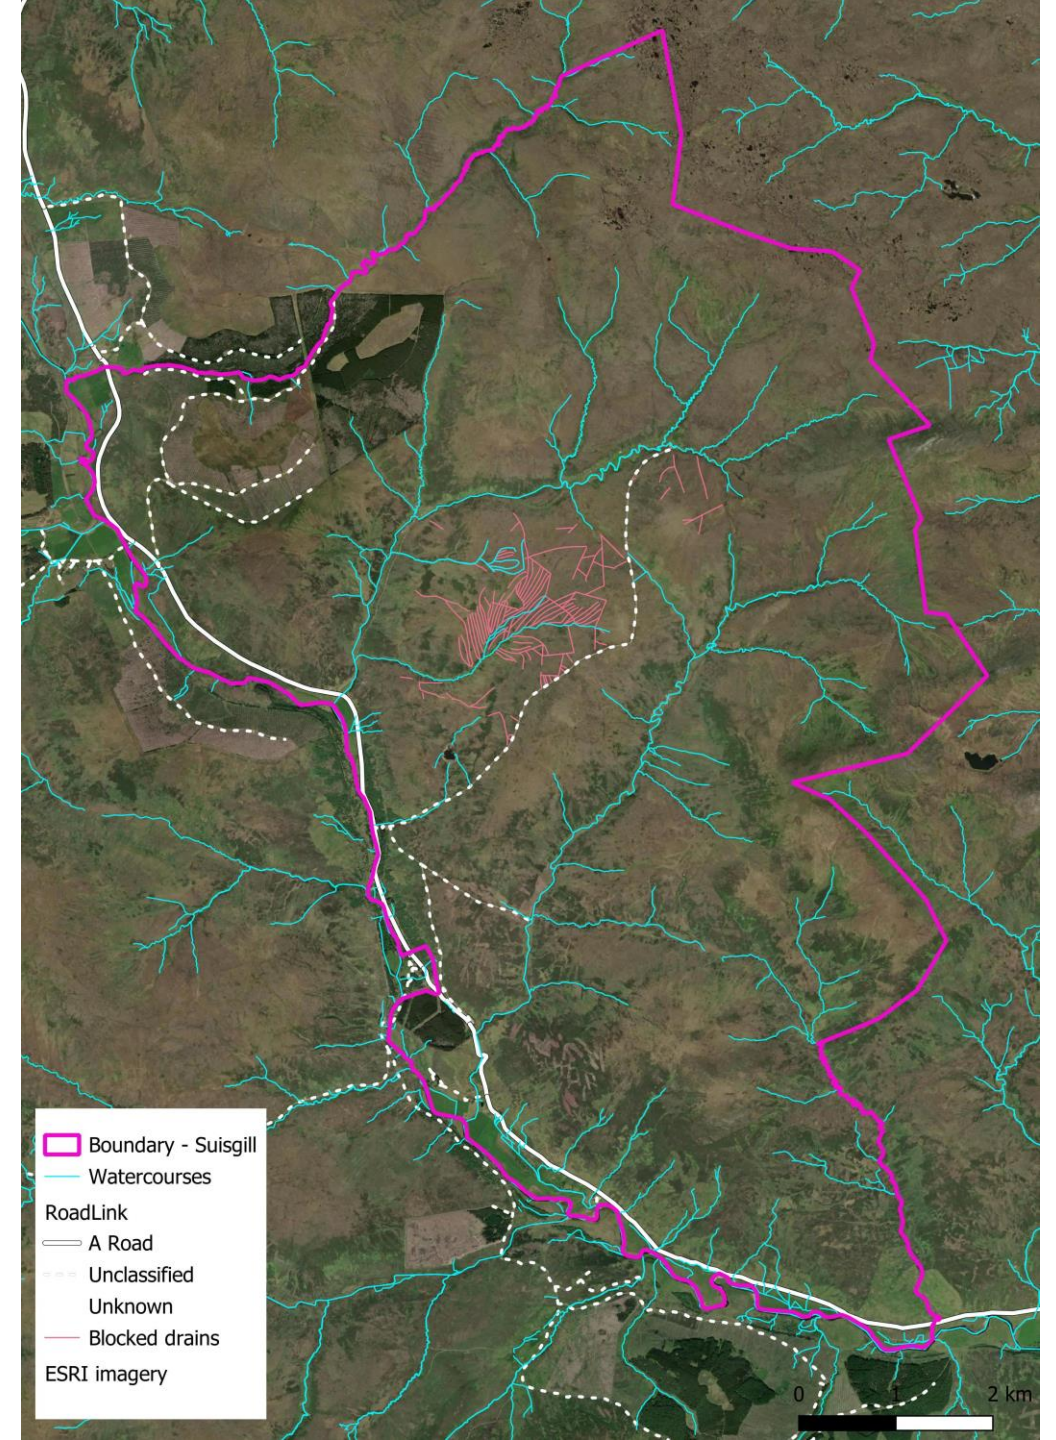 Boundary - Suisgill
Watercourses
RoadLink
A Road
Unclassified
Unknown
Blocked drains
ESRI imagery
0 1 2 km